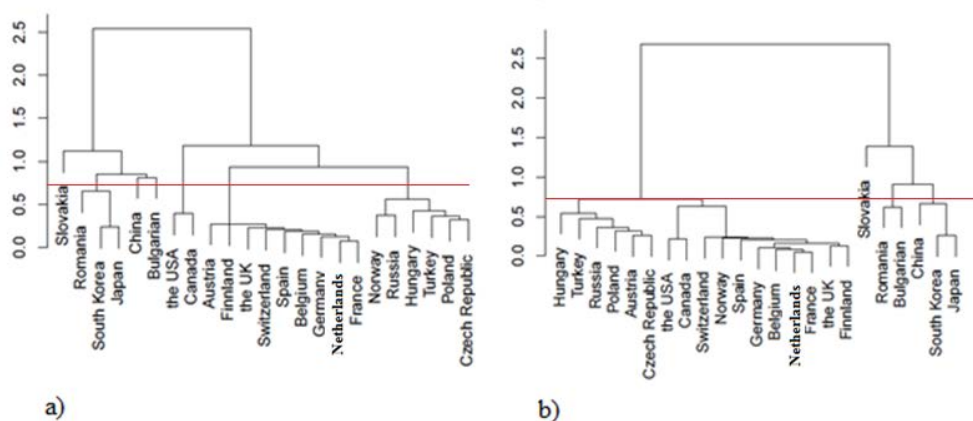 2.5
2.0
1.5
1.0
0.5
0.0
Slovakia
Romania
South Korea
Japan
China
Bulgarian
the USA
Canada
Austria
Finnland
the UK
Switzerland
Spain
Belgium
Germany
Netherlands
France
Norway
Russia
Hungary
Turkey
Poland
Czech Republic
a)
2.5
2.0
1.5
1.0
0.5
0.0
Hungary
Turkey
Russia
Poland
Austria
Czech Republic
the USA
Canada
Switzerland
Norway
Spain
Germany
Belgium
Netherlands
France
the UK
Finnland
Slovakia
Romania
Bulgarian
China
South Korea
Japan
b)